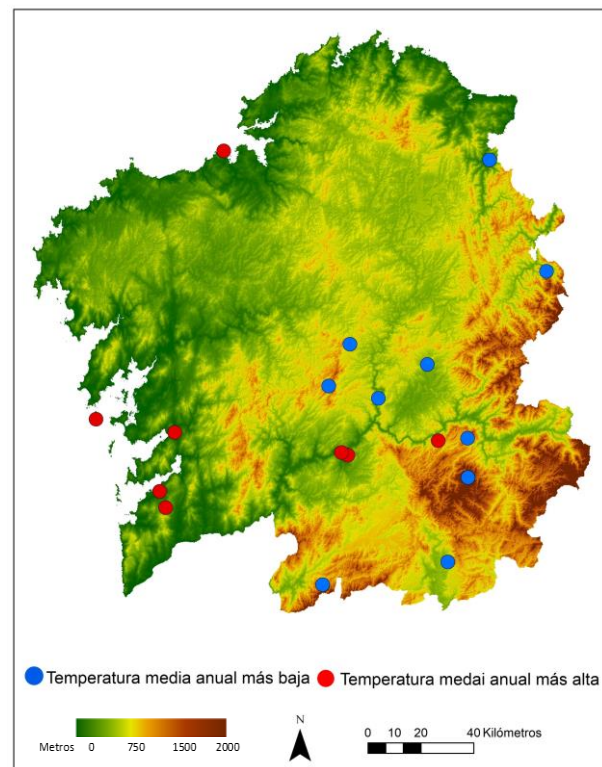 Temperatura media anual más baja Temperatura medai anual más alta
N
Metros 0 750 1500 2000
0 10 20 40 Kilómetros